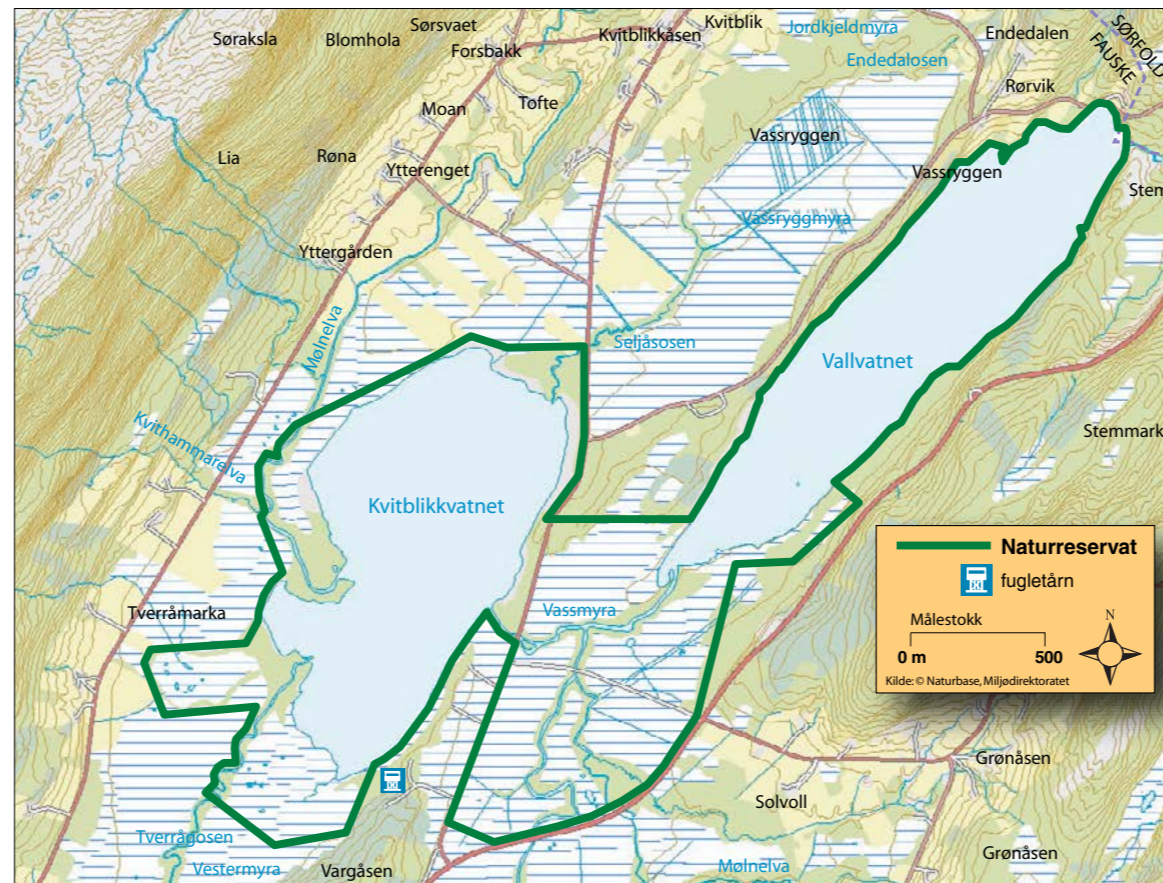 Søraksla
Blomhola
Sørsvaet
Forsbakk
Kvitblikkåsen
Kvitblik
Jordkjeldmyra
Endedalosen
Endedalen
SØRFOLD
FAUSKE
Rørvik
Moan
Tofte
Vassryggen
Lia
Røna
Ytterenget
Vassryggen
Stem
Vassryggmyra
Yttergården
Mølnelva
Seljåsosen
Vallvatnet
Kvithammarelva
Stemmark
Kvitblikkvatnet
Tverråmarka
Vassmyra
Naturreservat
fugletårn
Målestokk
N
0 m 500
Kilde: © Naturbase, Miljødirektoratet
Grønåsen
Solvoll
Tverrågosen
Vestermyra
Vargåsen
Mølnelva
Grønåsen